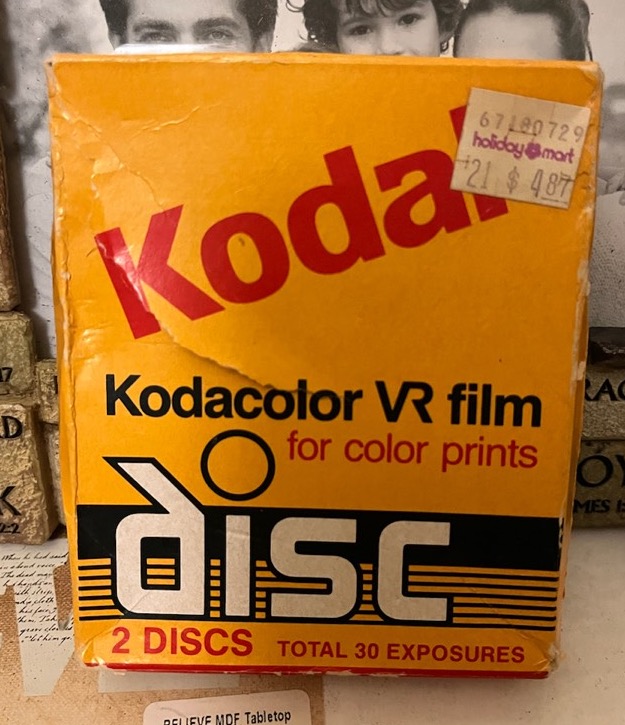 67180729
holiday mart
21 $ 4.87
Kodak
Kodacolor VR film
for color prints
disc
2 DISCS TOTAL 30 EXPOSURES
BELIEVE MDF Tabletop